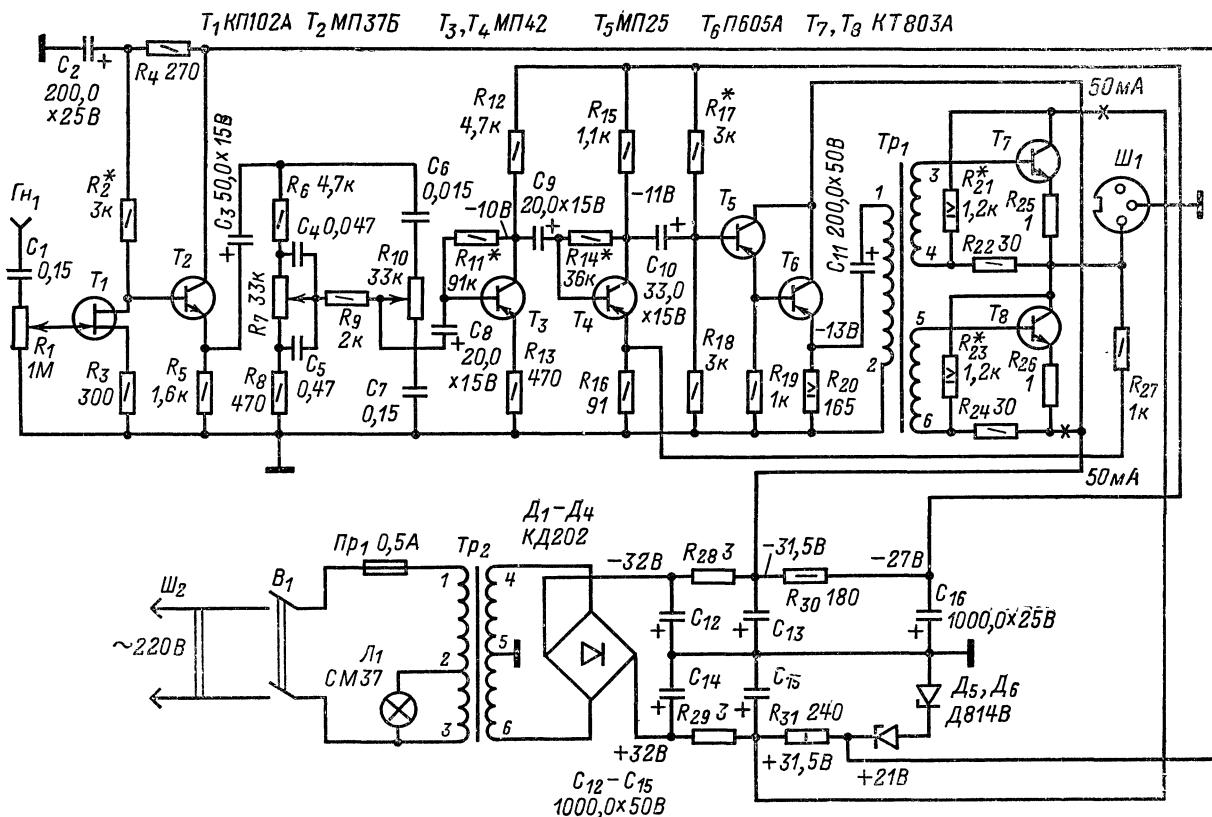 T1 КП102А T2 МП37Б T3, T4 МП42 T5 МП25 T6 П605А T7, T8 КТ803А
C2
200,0
×25В
R4 270
R2*
3к
Гн1
C1
0,15
R1
1М
T1
R3
300
T2
R5
1,6к
C3 50,0×15В
R6 4,7к
C4 0,047
R7 33к
R8
470
C5
0,47
R9
2к
R10
33к
C6
0,015
C7
0,15
R11*
91к
-10В
R12
4,7к
C8
20,0
×15В
T3
R13
470
C9
20,0×15В
R14*
36к
T4
R15
1,1к
-11В
R16
91
C10
33,0
×15В
R17*
3к
R18
3к
T5
R19
1к
T6
-13В
R20
165
C11 200,0×50В
Тр1
1
2
3
4
5
6
R21*
1,2к
R22 30
T7
R25
1
50мА
Ш1
R23*
1,2к
R24 30
T8
R26
1
R27
1к
50мА
Ш2
~220В
В1
Пр1 0,5А
Л1
СМ37
Тр2
1
2
3
4
5
6
Д1-Д4
КД202
-32В
R28 3
-31,5В
R30 180
-27В
C12
C13
C16
1000,0×25В
C14
C15
R29 3
R31 240
Д5, Д6
Д814В
+32В
+31,5В
+21В
C12-C15
1000,0×50В